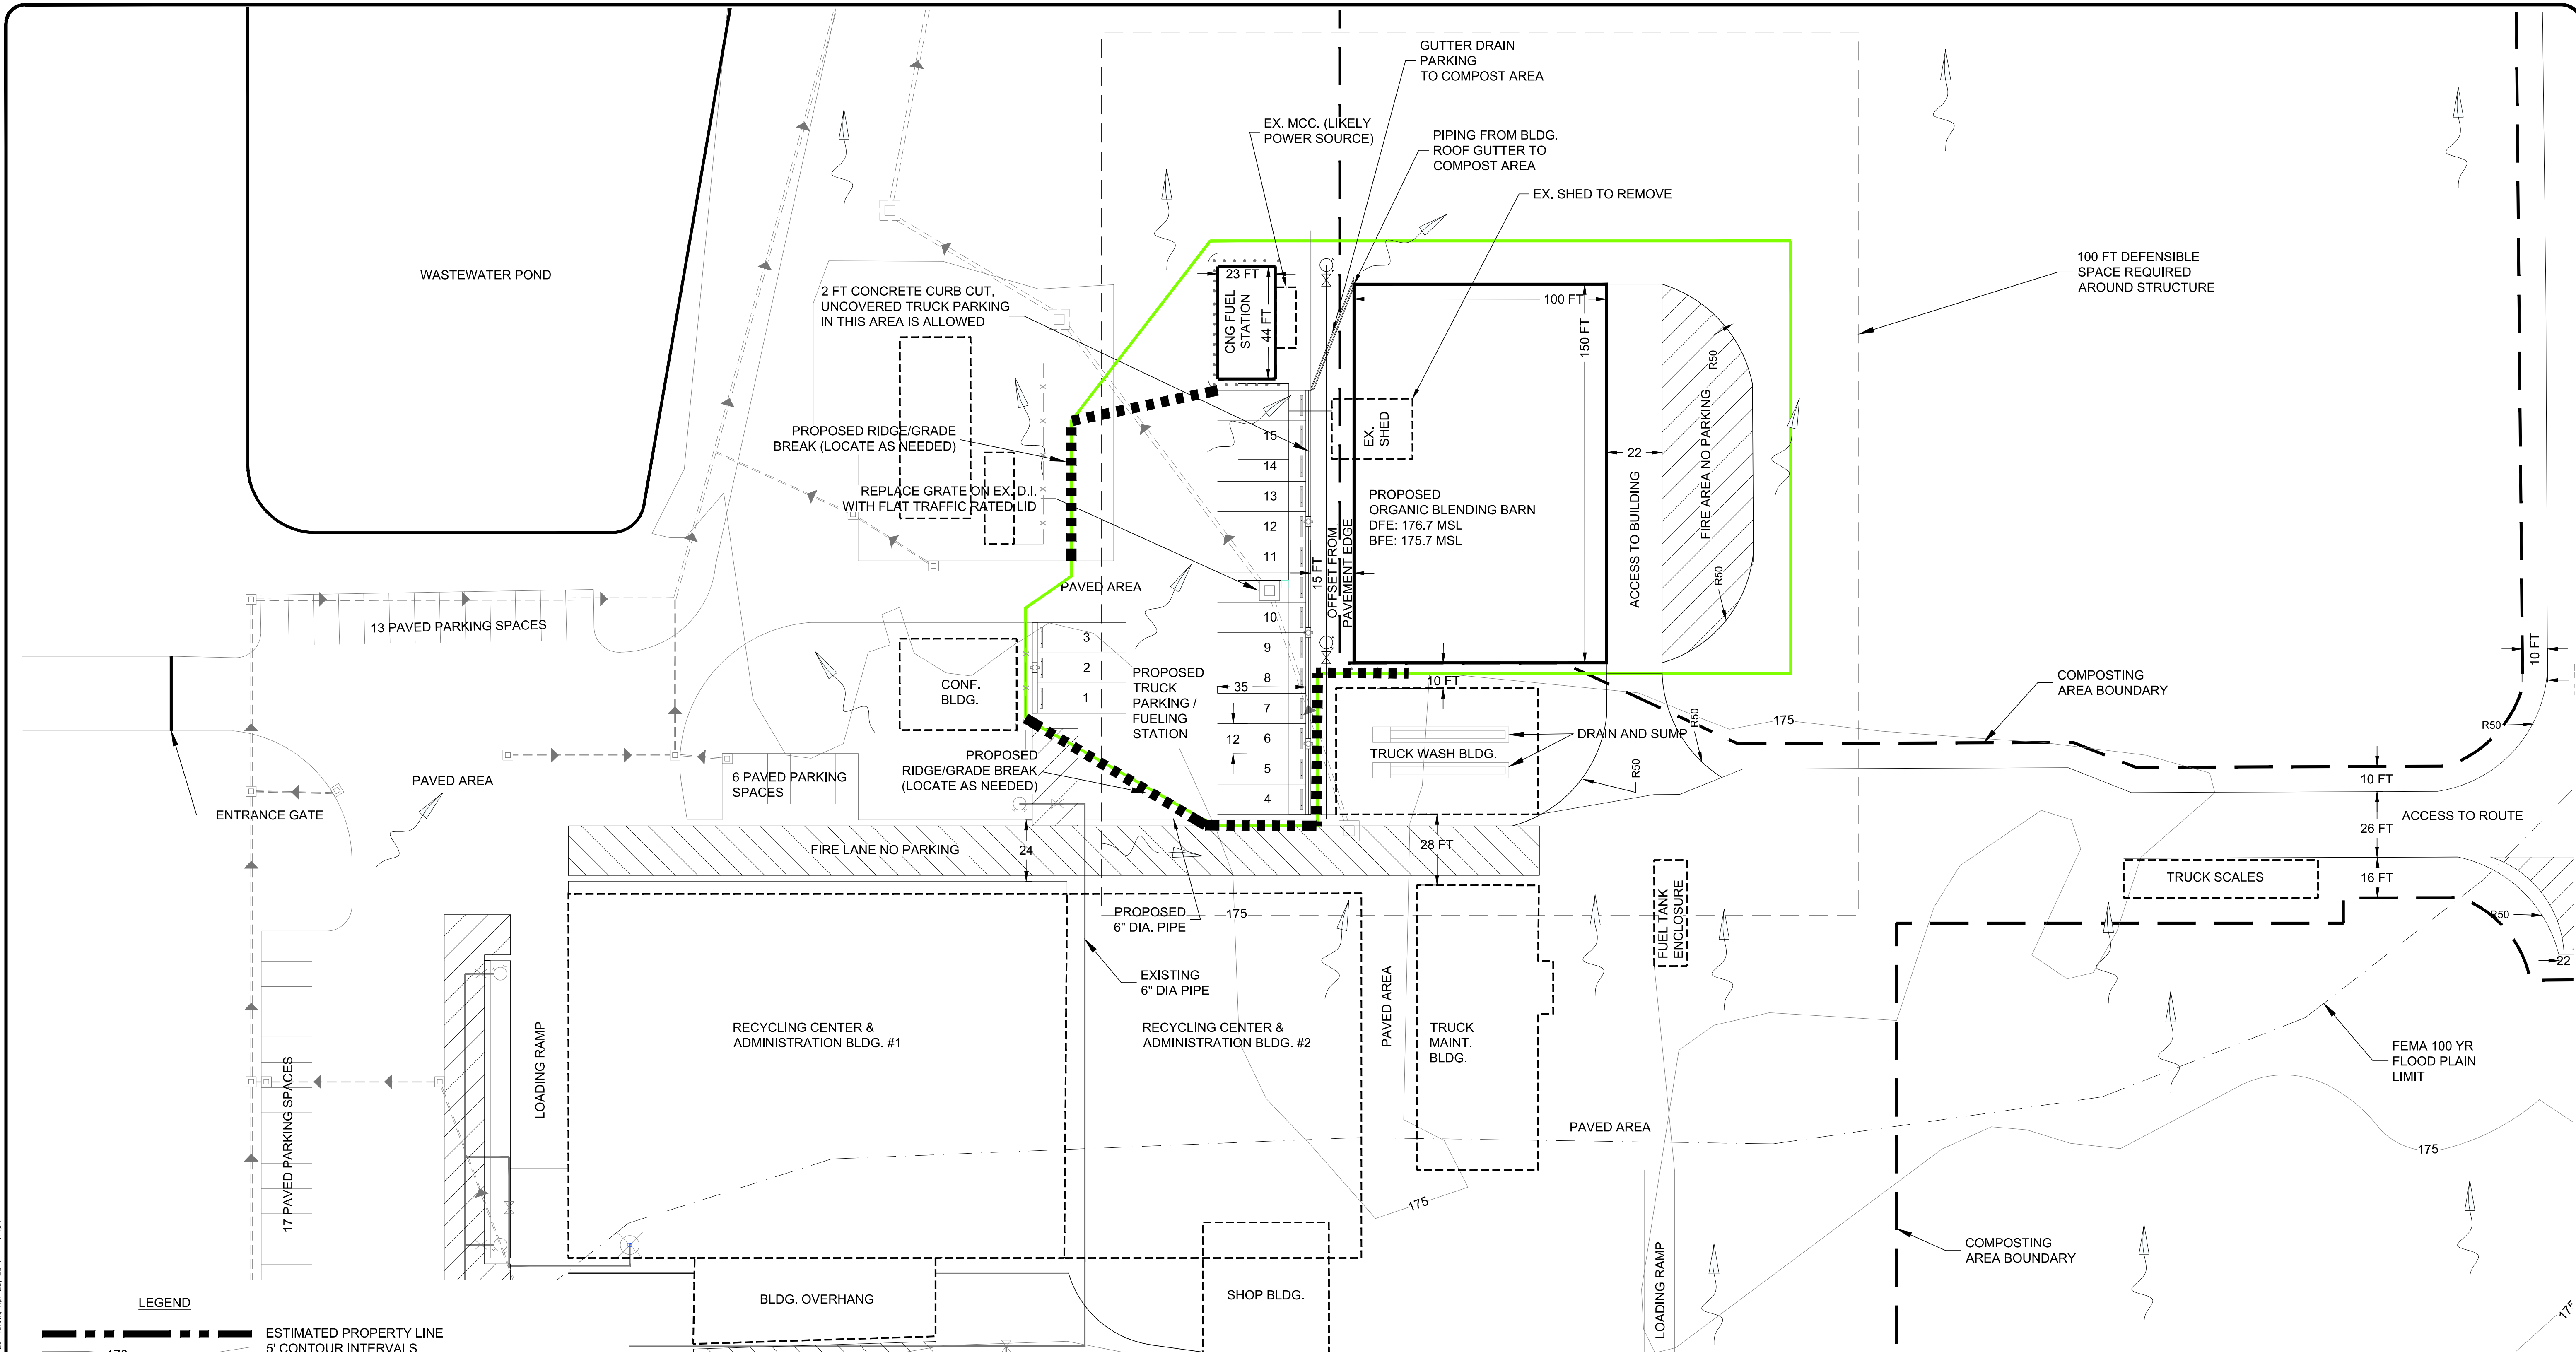 GUTTER DRAIN
PARKING
TO COMPOST AREA
EX. MCC. (LIKELY
POWER SOURCE)
PIPING FROM BLDG.
ROOF GUTTER TO
COMPOST AREA
EX. SHED TO REMOVE
WASTEWATER POND
100 FT DEFENSIBLE
SPACE REQUIRED
AROUND STRUCTURE
2 FT CONCRETE CURB CUT,
UNCOVERED TRUCK PARKING
IN THIS AREA IS ALLOWED
23 FT
CNG FUEL
STATION
44 FT
100 FT
150 FT
R50
FIRE AREA NO PARKING
R50
22
ACCESS TO BUILDING
EX.
SHED
PROPOSED RIDGE/GRADE
BREAK (LOCATE AS NEEDED)
REPLACE GRATE ON EX. D.I.
WITH FLAT TRAFFIC RATED LID
15
14
13
12
11
10
9
8
7
6
5
4
35
12
15 FT
OFFSET FROM
PAVEMENT EDGE
PROPOSED
ORGANIC BLENDING BARN
DFE: 176.7 MSL
BFE: 175.7 MSL
PAVED AREA
13 PAVED PARKING SPACES
3
2
1
CONF.
BLDG.
PROPOSED
TRUCK
PARKING /
FUELING
STATION
10 FT
TRUCK WASH BLDG.
DRAIN AND SUMP
R50
R50
175
COMPOSTING
AREA BOUNDARY
10 FT
R50
10 FT
ACCESS TO ROUTE
26 FT
16 FT
TRUCK SCALES
R50
22
PROPOSED
RIDGE/GRADE BREAK
(LOCATE AS NEEDED)
6 PAVED PARKING
SPACES
PAVED AREA
ENTRANCE GATE
FIRE LANE NO PARKING
24
28 FT
FUEL TANK
ENCLOSURE
PROPOSED
6" DIA. PIPE
175
EXISTING
6" DIA PIPE
PAVED AREA
RECYCLING CENTER &
ADMINISTRATION BLDG. #1
RECYCLING CENTER &
ADMINISTRATION BLDG. #2
TRUCK
MAINT.
BLDG.
LOADING RAMP
17 PAVED PARKING SPACES
FEMA 100 YR
FLOOD PLAIN
LIMIT
PAVED AREA
175
175
COMPOSTING
AREA BOUNDARY
LOADING RAMP
BLDG. OVERHANG
SHOP BLDG.
LEGEND
ESTIMATED PROPERTY LINE
5' CONTOUR INTERVALS